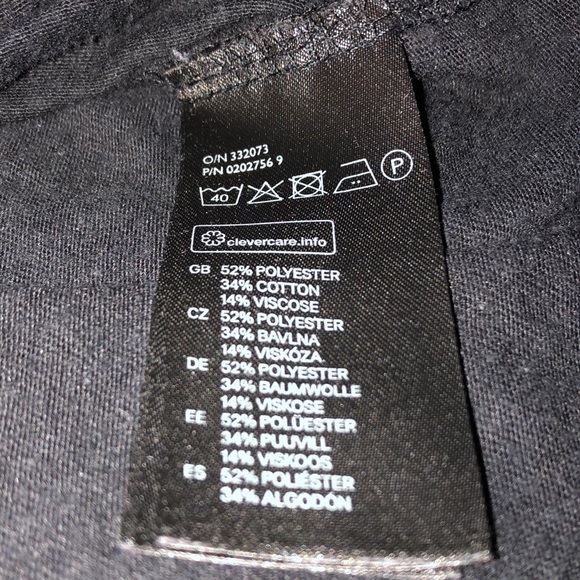 O/N 332073
P/N 0202756 9
40 P
clevercare.info
GB 52% POLYESTER
34% COTTON
14% VISCOSE
CZ 52% POLYESTER
34% BAVLNA
14% VISKÓZA
DE 52% POLYESTER
34% BAUMWOLLE
14% VISKOSE
EE 52% POLÜESTER
34% PUUVILL
14% VISKOOS
ES 52% POLIÉSTER
34% ALGODÓN